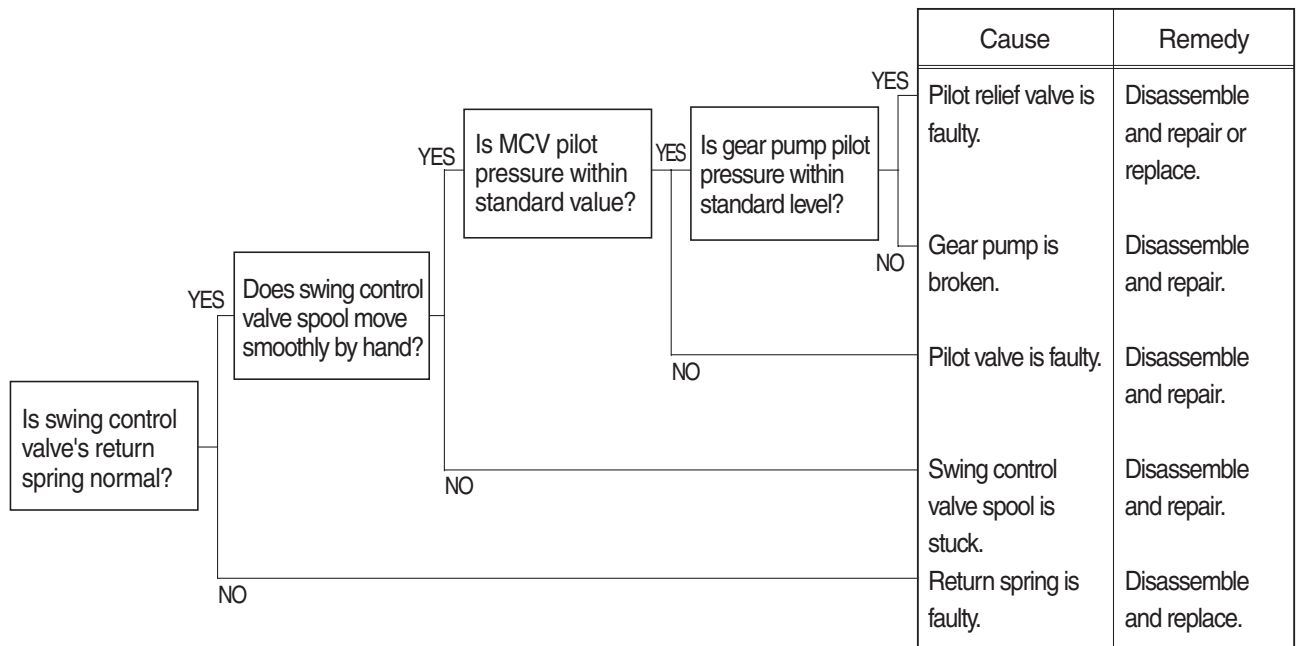 Cause
Remedy
YES
Pilot relief valve is
faulty.
Disassemble
and repair or
replace.
YES
Is MCV pilot
pressure within
standard value?
YES
Is gear pump pilot
pressure within
standard level?
NO
Gear pump is
broken.
Disassemble
and repair.
YES
Does swing control
valve spool move
smoothly by hand?
NO
Pilot valve is faulty.
Disassemble
and repair.
Is swing control
valve's return
spring normal?
NO
Swing control
valve spool is
stuck.
Disassemble
and repair.
NO
Return spring is
faulty.
Disassemble
and replace.